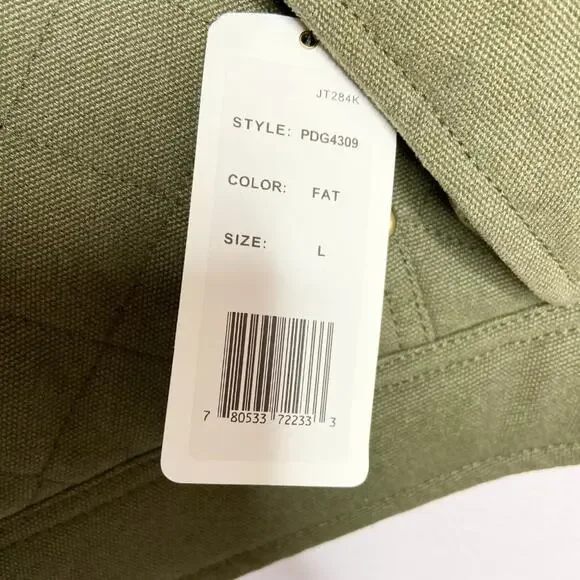 JT284K
STYLE: PDG4309
COLOR: FAT
SIZE: L
7 80533 72233 3